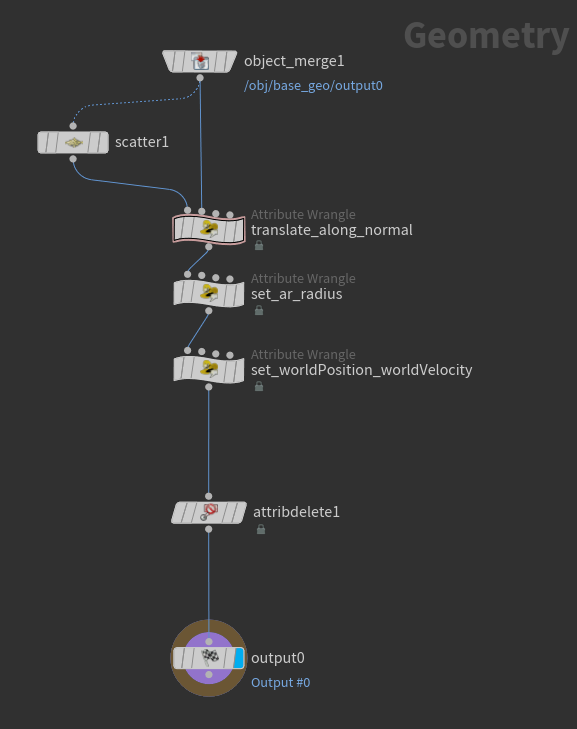 Geometry
object_merge1
/obj/base_geo/output0
scatter1
Attribute Wrangle
translate_along_normal
Attribute Wrangle
set_ar_radius
Attribute Wrangle
set_worldPosition_worldVelocity
attribdelete1
output0
Output #0